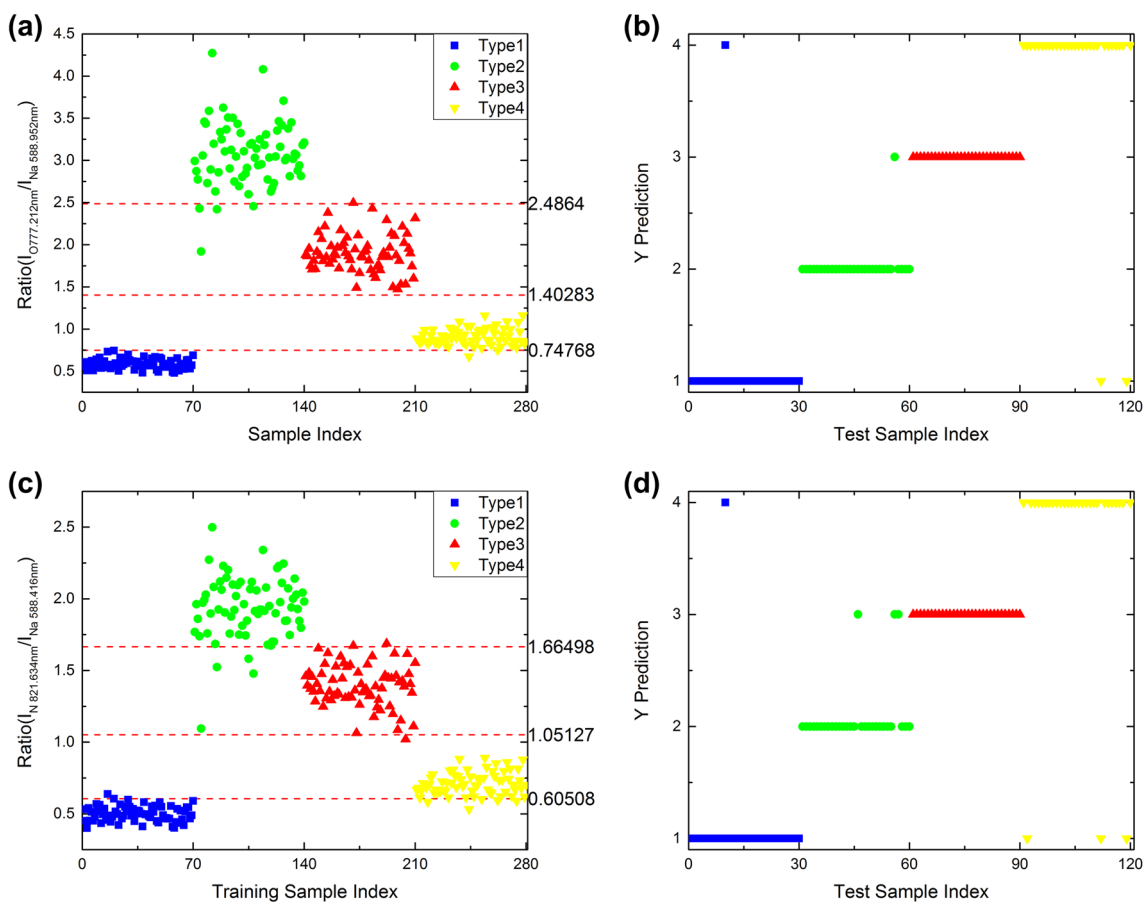 (a)
Ratio(I O777.212nm/I Na 588.952nm)
4.5
4.0
3.5
3.0
2.5
2.0
1.5
1.0
0.5
Type1
Type2
Type3
Type4
2.4864
1.40283
0.74768
0 70 140 210 280
Sample Index
(b)
Y Prediction
4
3
2
1
0 30 60 90 120
Test Sample Index
(c)
Ratio(I N 821.634nm/I Na 588.416nm)
2.5
2.0
1.5
1.0
0.5
Type1
Type2
Type3
Type4
1.66498
1.05127
0.60508
0 70 140 210 280
Training Sample Index
(d)
Y Prediction
4
3
2
1
0 30 60 90 120
Test Sample Index